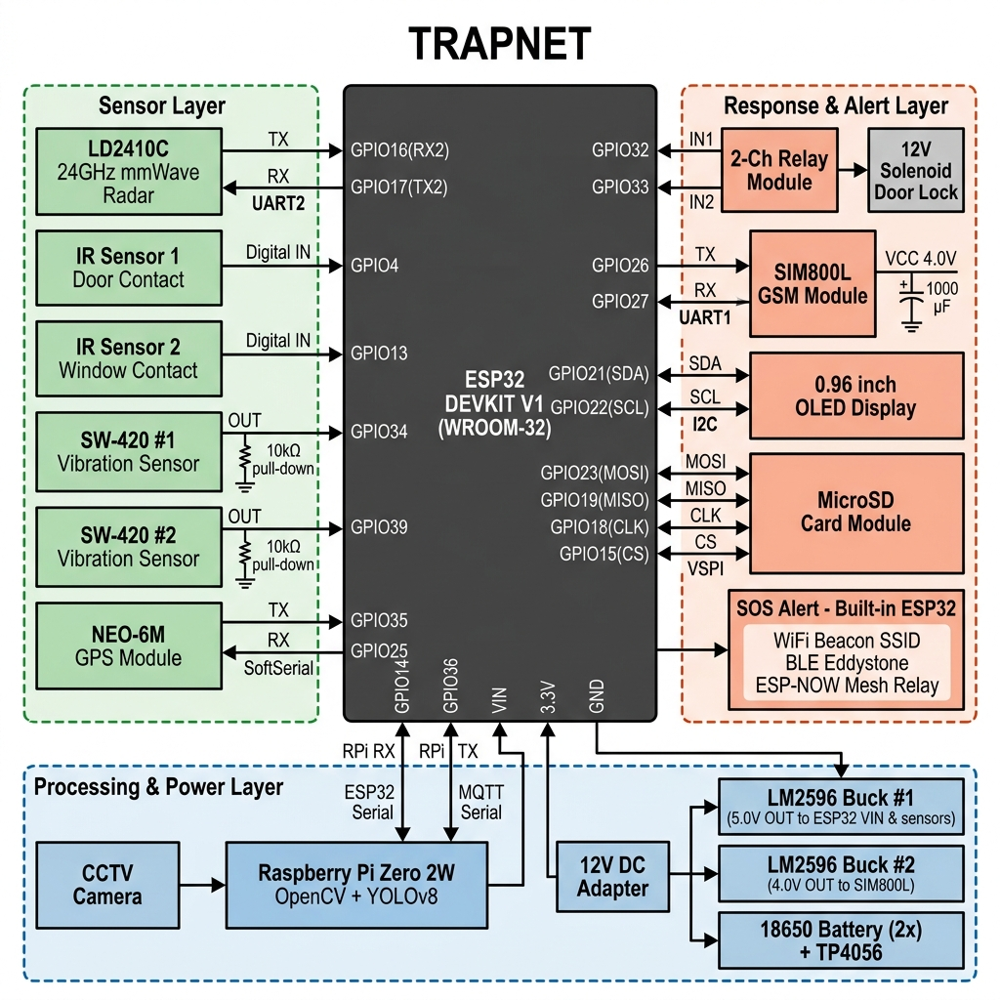 TRAPNET
Sensor Layer
LD2410C
24GHz mmWave
Radar
TX
RX
UART2
IR Sensor 1
Door Contact
Digital IN
IR Sensor 2
Window Contact
Digital IN
SW-420 #1
Vibration Sensor
OUT
10kΩ
pull-down
SW-420 #2
Vibration Sensor
OUT
10kΩ
pull-down
NEO-6M
GPS Module
TX
RX
SoftSerial
GPIO16(RX2)
GPIO17(TX2)
GPIO4
GPIO13
GPIO34
GPIO39
GPIO35
GPIO25
ESP32
DEVKIT V1
(WROOM-32)
GPIO32
GPIO33
GPIO26
GPIO27
GPIO21(SDA)
GPIO22(SCL)
GPIO23(MOSI)
GPIO19(MISO)
GPIO18(CLK)
GPIO15(CS)
GPIO14
GPIO36
VIN
3.3V
GND
Response & Alert Layer
IN1
IN2
2-Ch Relay
Module
12V
Solenoid
Door Lock
TX
RX
UART1
SIM800L
GSM Module
VCC 4.0V
+
1000
μF
SDA
SCL
I2C
0.96 inch
OLED Display
MOSI
MISO
CLK
CS
VSPI
MicroSD
Card Module
SOS Alert - Built-in ESP32
WiFi Beacon SSID
BLE Eddystone
ESP-NOW Mesh Relay
Processing & Power Layer
RPi RX
RPi TX
ESP32
Serial
MQTT
Serial
CCTV
Camera
Raspberry Pi Zero 2W
OpenCV + YOLOv8
12V DC
Adapter
LM2596 Buck #1
(5.0V OUT to ESP32 VIN & sensors)
LM2596 Buck #2
(4.0V OUT to SIM800L)
18650 Battery (2x)
+ TP4056